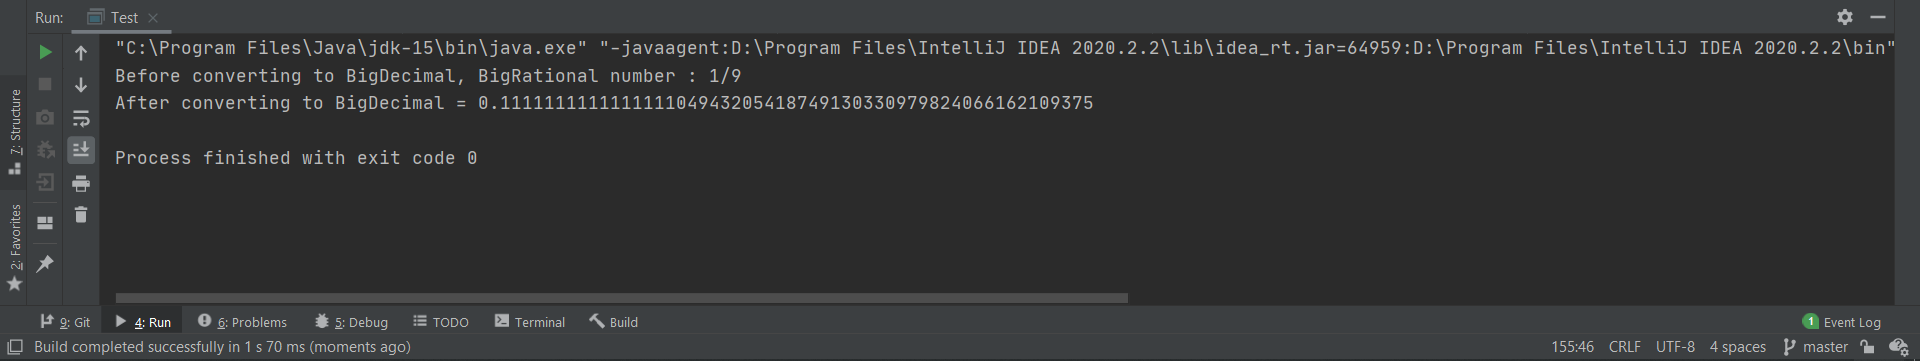 Run: Test
"C:\Program Files\Java\jdk-15\bin\java.exe" "-javaagent:D:\Program Files\IntelliJ IDEA 2020.2.2\lib\idea_rt.jar=64959:D:\Program Files\IntelliJ IDEA 2020.2.2\bin"
Before converting to BigDecimal, BigRational number : 1/9
After converting to BigDecimal = 0.111111111111111104943205418749130330979824066162109375
Process finished with exit code 0
7: Structure
2: Favorites
9: Git 4: Run 6: Problems 5: Debug TODO Terminal Build 1 Event Log
Build completed successfully in 1 s 70 ms (moments ago) 155:46 CRLF UTF-8 4 spaces master